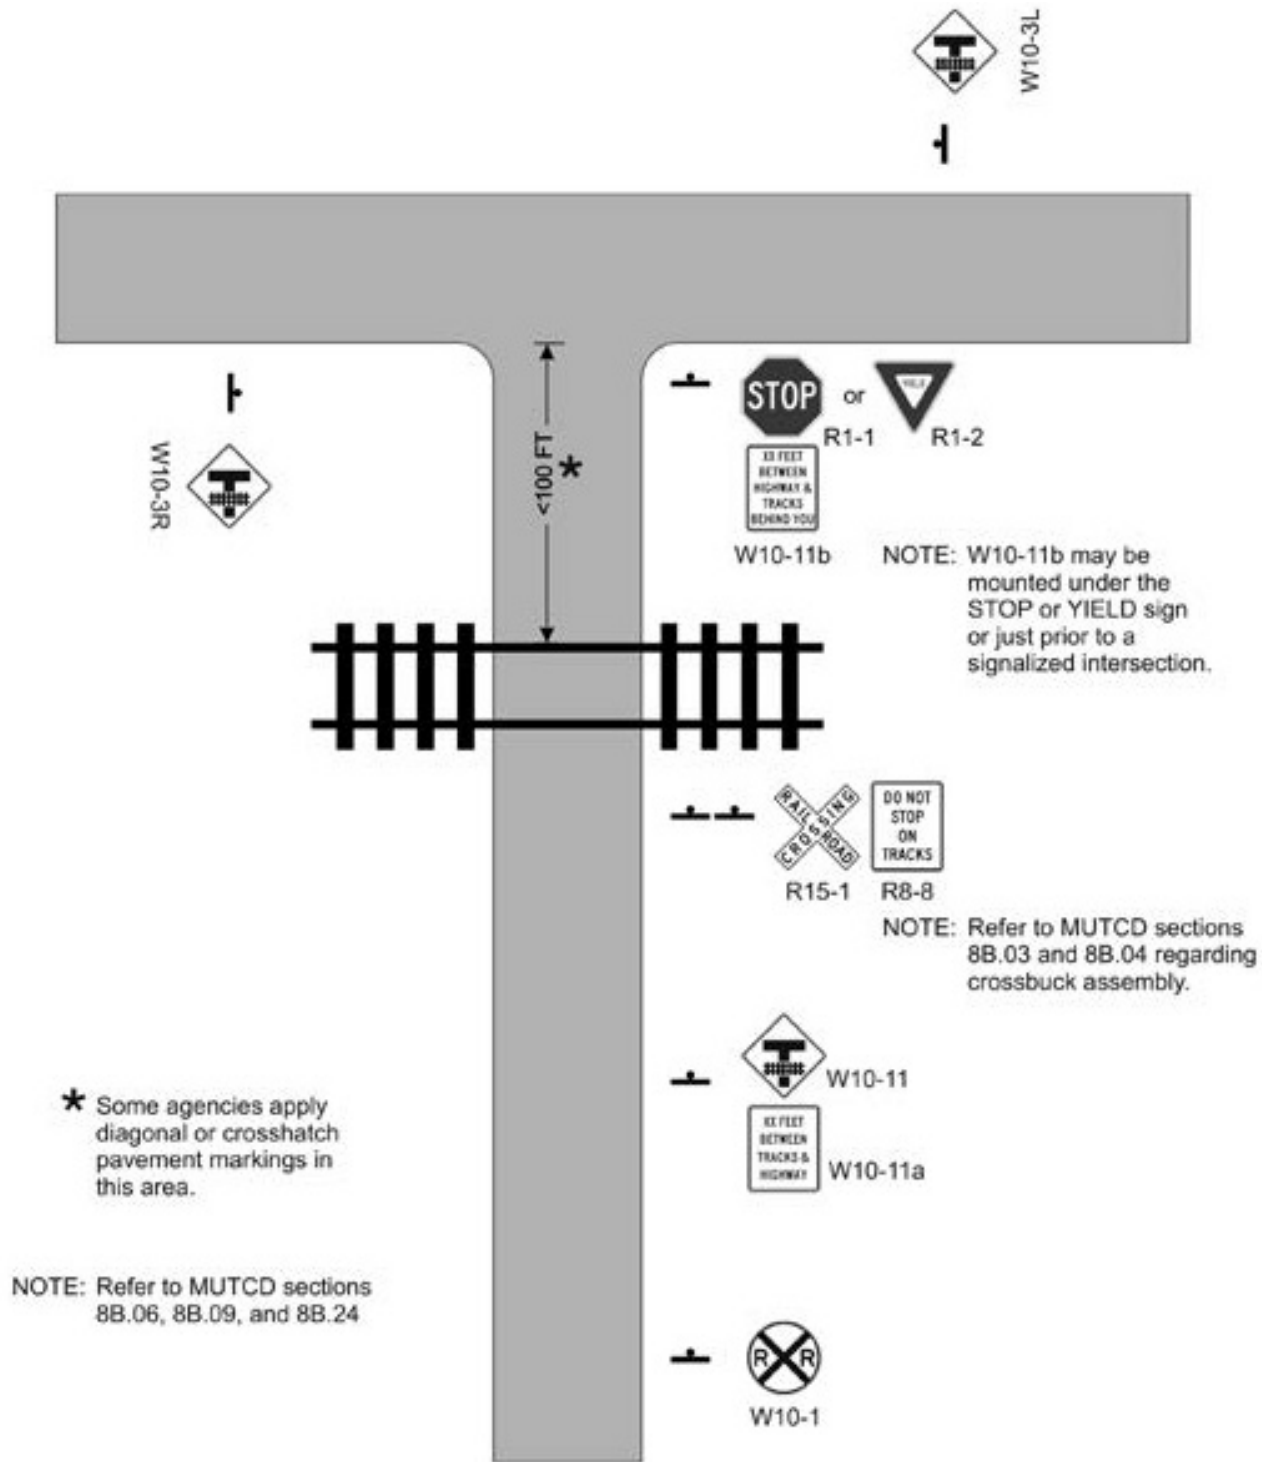 W10-3L
STOP
or
YIELD
R1-1
R1-2
<100 FT
*
XX FEET
BETWEEN
HIGHWAY &
TRACKS
BEHIND YOU
W10-3R
W10-11b
NOTE: W10-11b may be
mounted under the
STOP or YIELD sign
or just prior to a
signalized intersection.
RAIL ROAD
CROSSING
DO NOT
STOP
ON
TRACKS
R15-1
R8-8
NOTE: Refer to MUTCD sections
8B.03 and 8B.04 regarding
crossbuck assembly.
W10-11
XX FEET
BETWEEN
TRACKS &
HIGHWAY
W10-11a
* Some agencies apply
diagonal or crosshatch
pavement markings in
this area.
NOTE: Refer to MUTCD sections
8B.06, 8B.09, and 8B.24
R R
W10-1